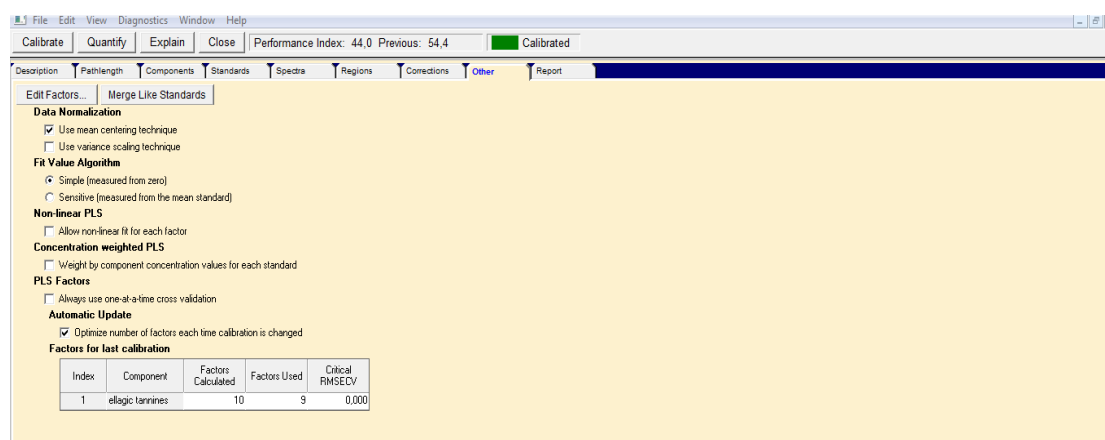 File Edit View Diagnostics Window Help
Calibrate Quantify Explain Close Performance Index: 44,0 Previous: 54,4 Calibrated
Description Pathlength Components Standards Spectra Regions Corrections Other Report
Edit Factors... Merge Like Standards
Data Normalization
Use mean centering technique
Use variance scaling technique
Fit Value Algorithm
Simple (measured from zero)
Sensitive (measured from the mean standard)
Non-linear PLS
Allow non-linear fit for each factor
Concentration weighted PLS
Weight by component concentration values for each standard
PLS Factors
Always use one-at-a-time cross validation
Automatic Update
Optimize number of factors each time calibration is changed
Factors for last calibration
Index Component Factors Calculated Factors Used Critical RMSECV
1 ellagic tannines 10 9 0,000